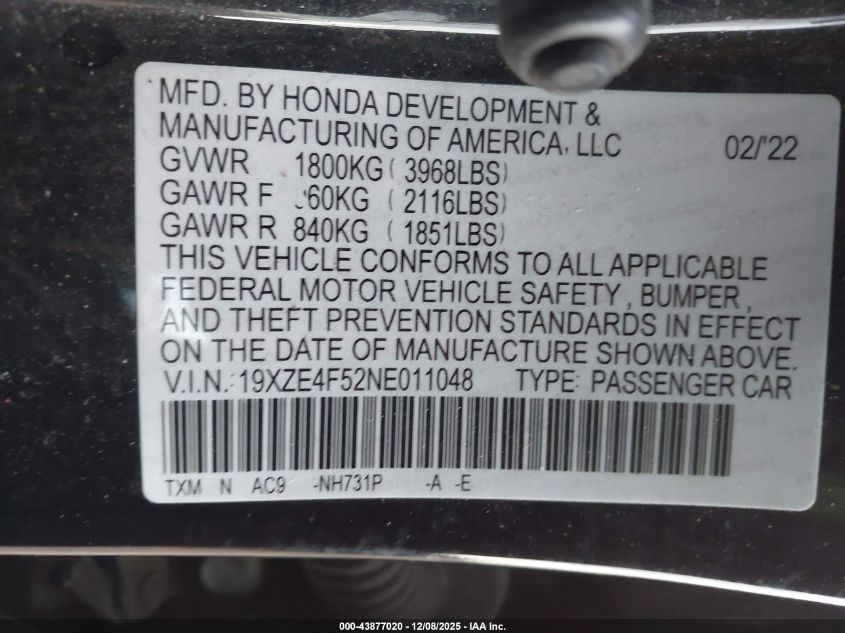 MFD. BY HONDA DEVELOPMENT &
MANUFACTURING OF AMERICA, LLC 02/'22
GVWR 1800KG ( 3968LBS)
GAWR F 60KG ( 2116LBS)
GAWR R 840KG ( 1851LBS)
THIS VEHICLE CONFORMS TO ALL APPLICABLE
FEDERAL MOTOR VEHICLE SAFETY, BUMPER,
AND THEFT PREVENTION STANDARDS IN EFFECT
ON THE DATE OF MANUFACTURE SHOWN ABOVE.
V.I.N.: 19XZE4F52NE011048 TYPE: PASSENGER CAR
TXM N AC9 -NH731P -A -E
000-43877020 - 12/08/2025 - IAA Inc.